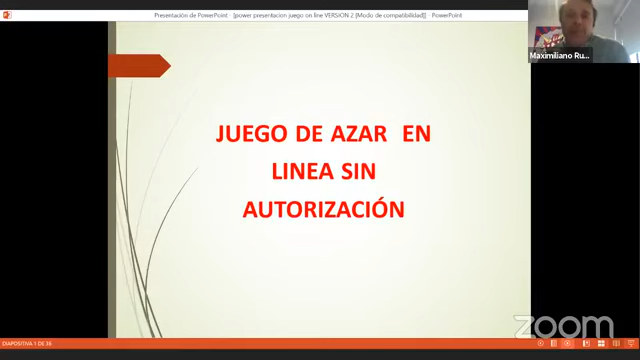 Presentación de PowerPoint - [power presentacion juego on line VERSION 2 [Modo de compatibilidad]] - PowerPoint
Maximiliano Ru...
JUEGO DE AZAR EN
LINEA SIN
AUTORIZACIÓN
zoom
DIAPOSITIVA 1 DE 36